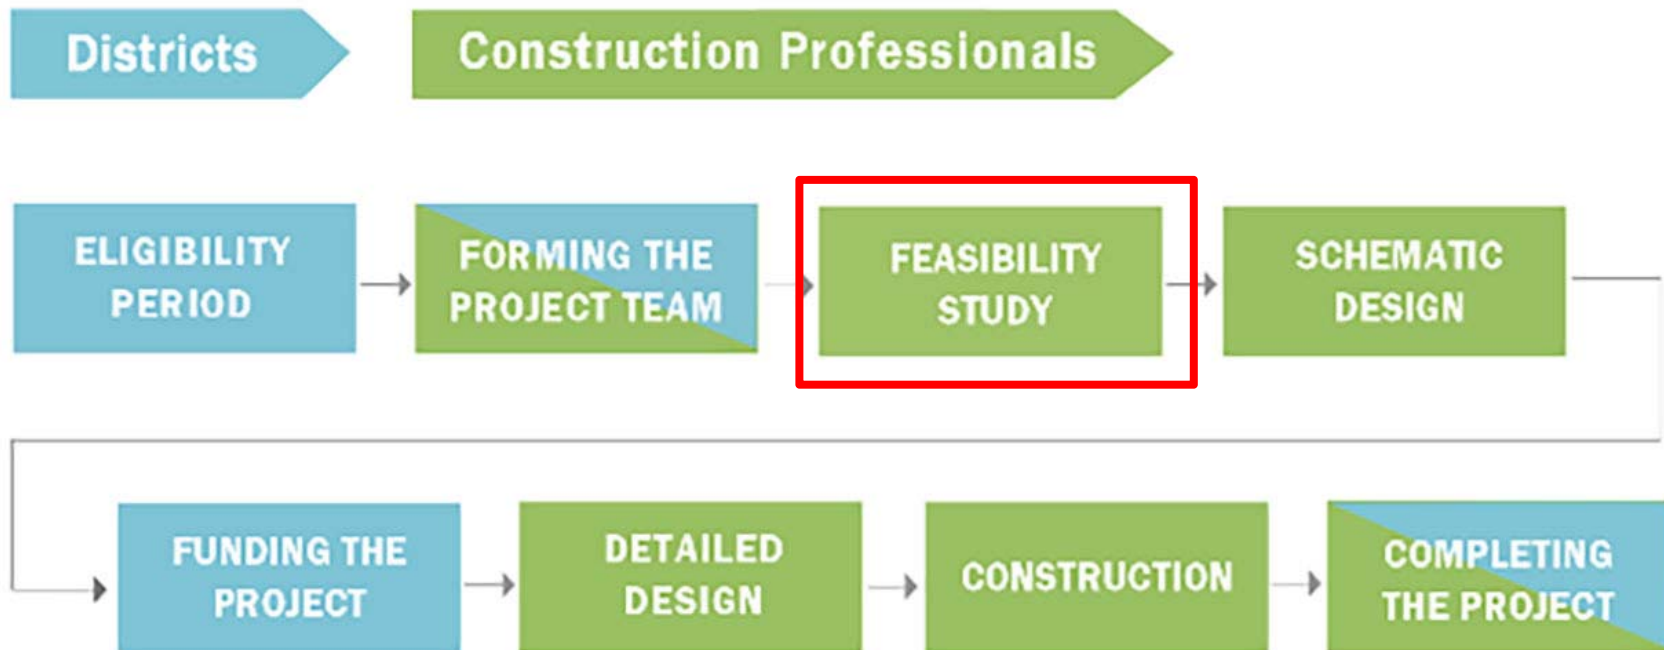 Districts
Construction Professionals
ELIGIBILITY
PERIOD
FORMING THE
PROJECT TEAM
FEASIBILITY
STUDY
SCHEMATIC
DESIGN
FUNDING THE
PROJECT
DETAILED
DESIGN
CONSTRUCTION
COMPLETING
THE PROJECT